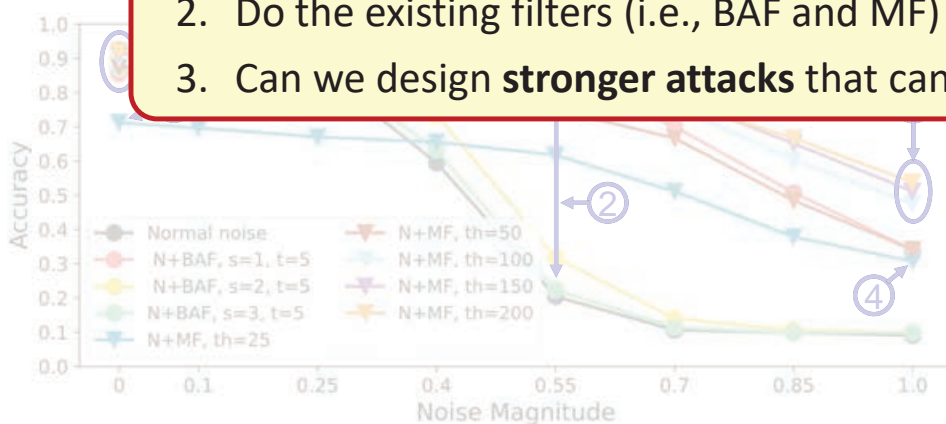 2. Do the existing filters (i.e., BAF and MF)
3. Can we design stronger attacks that can
1.0
0.9
0.8
0.7
0.6
0.5
0.4
0.3
0.2
0.1
0.0
Accuracy
2
4
Normal noise
N+BAF, s=1, t=5
N+BAF, s=2, t=5
N+BAF, s=3, t=5
N+MF, th=25
N+MF, th=50
N+MF, th=100
N+MF, th=150
N+MF, th=200
0 0.1 0.25 0.4 0.55 0.7 0.85 1.0
Noise Magnitude